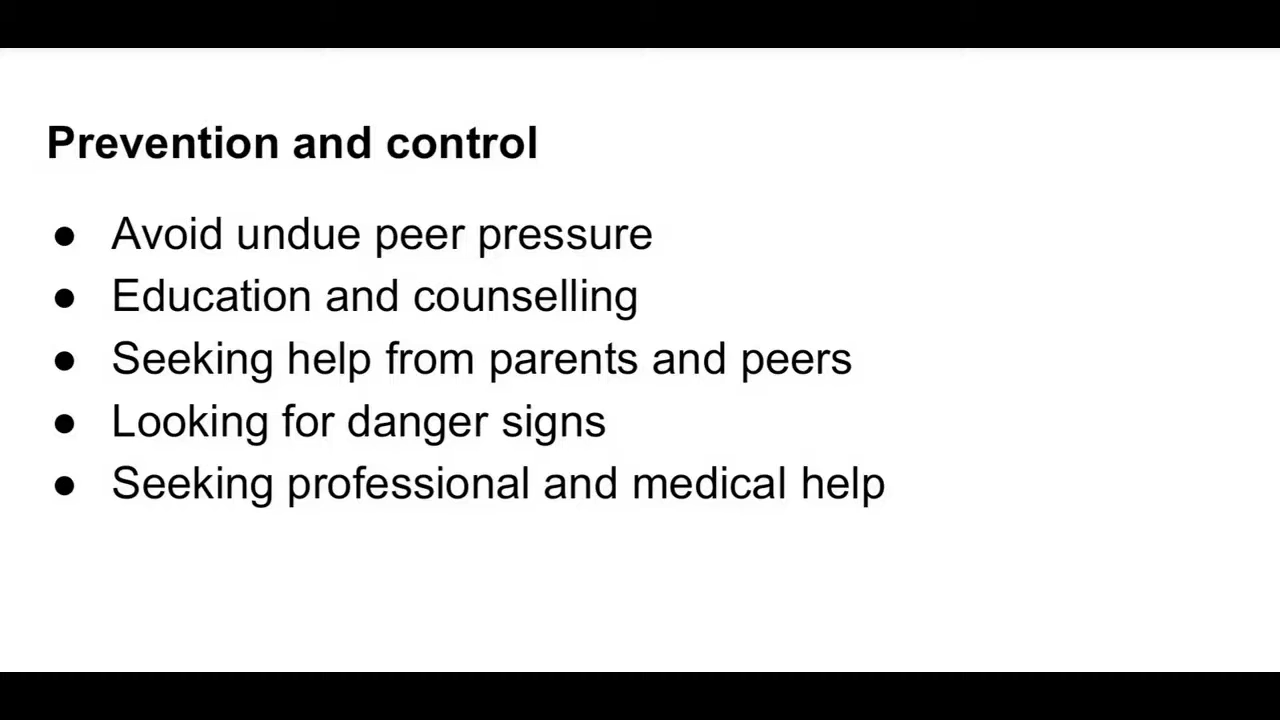 Prevention and control
● Avoid undue peer pressure
● Education and counselling
● Seeking help from parents and peers
● Looking for danger signs
● Seeking professional and medical help